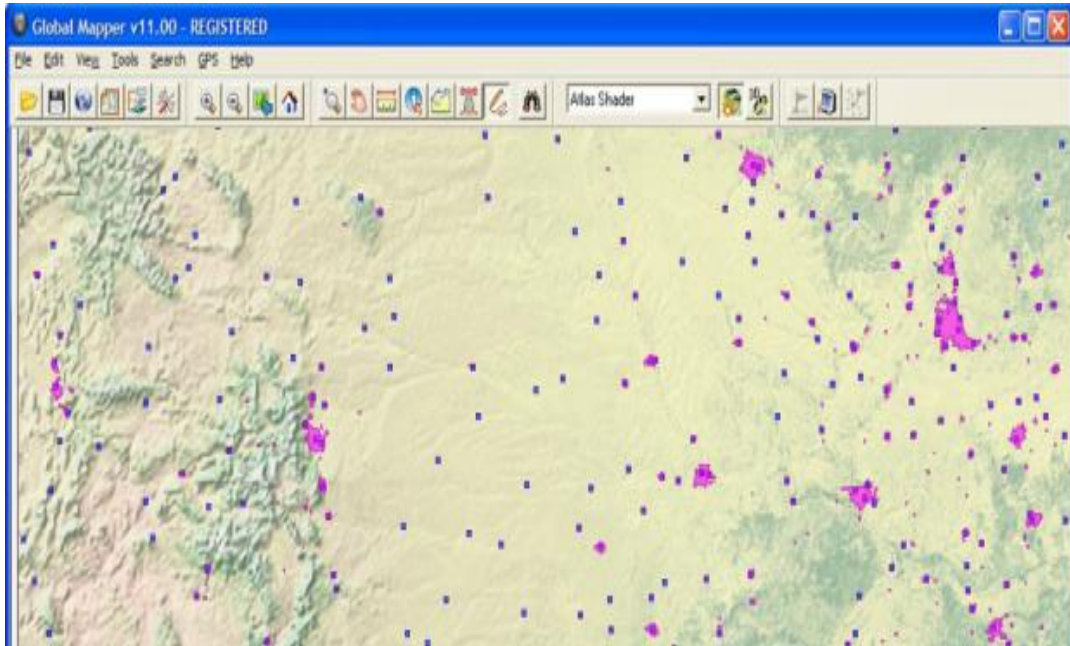 Global Mapper v11.00 - REGISTERED
File Edit View Tools Search GPS Help
Atlas Shader